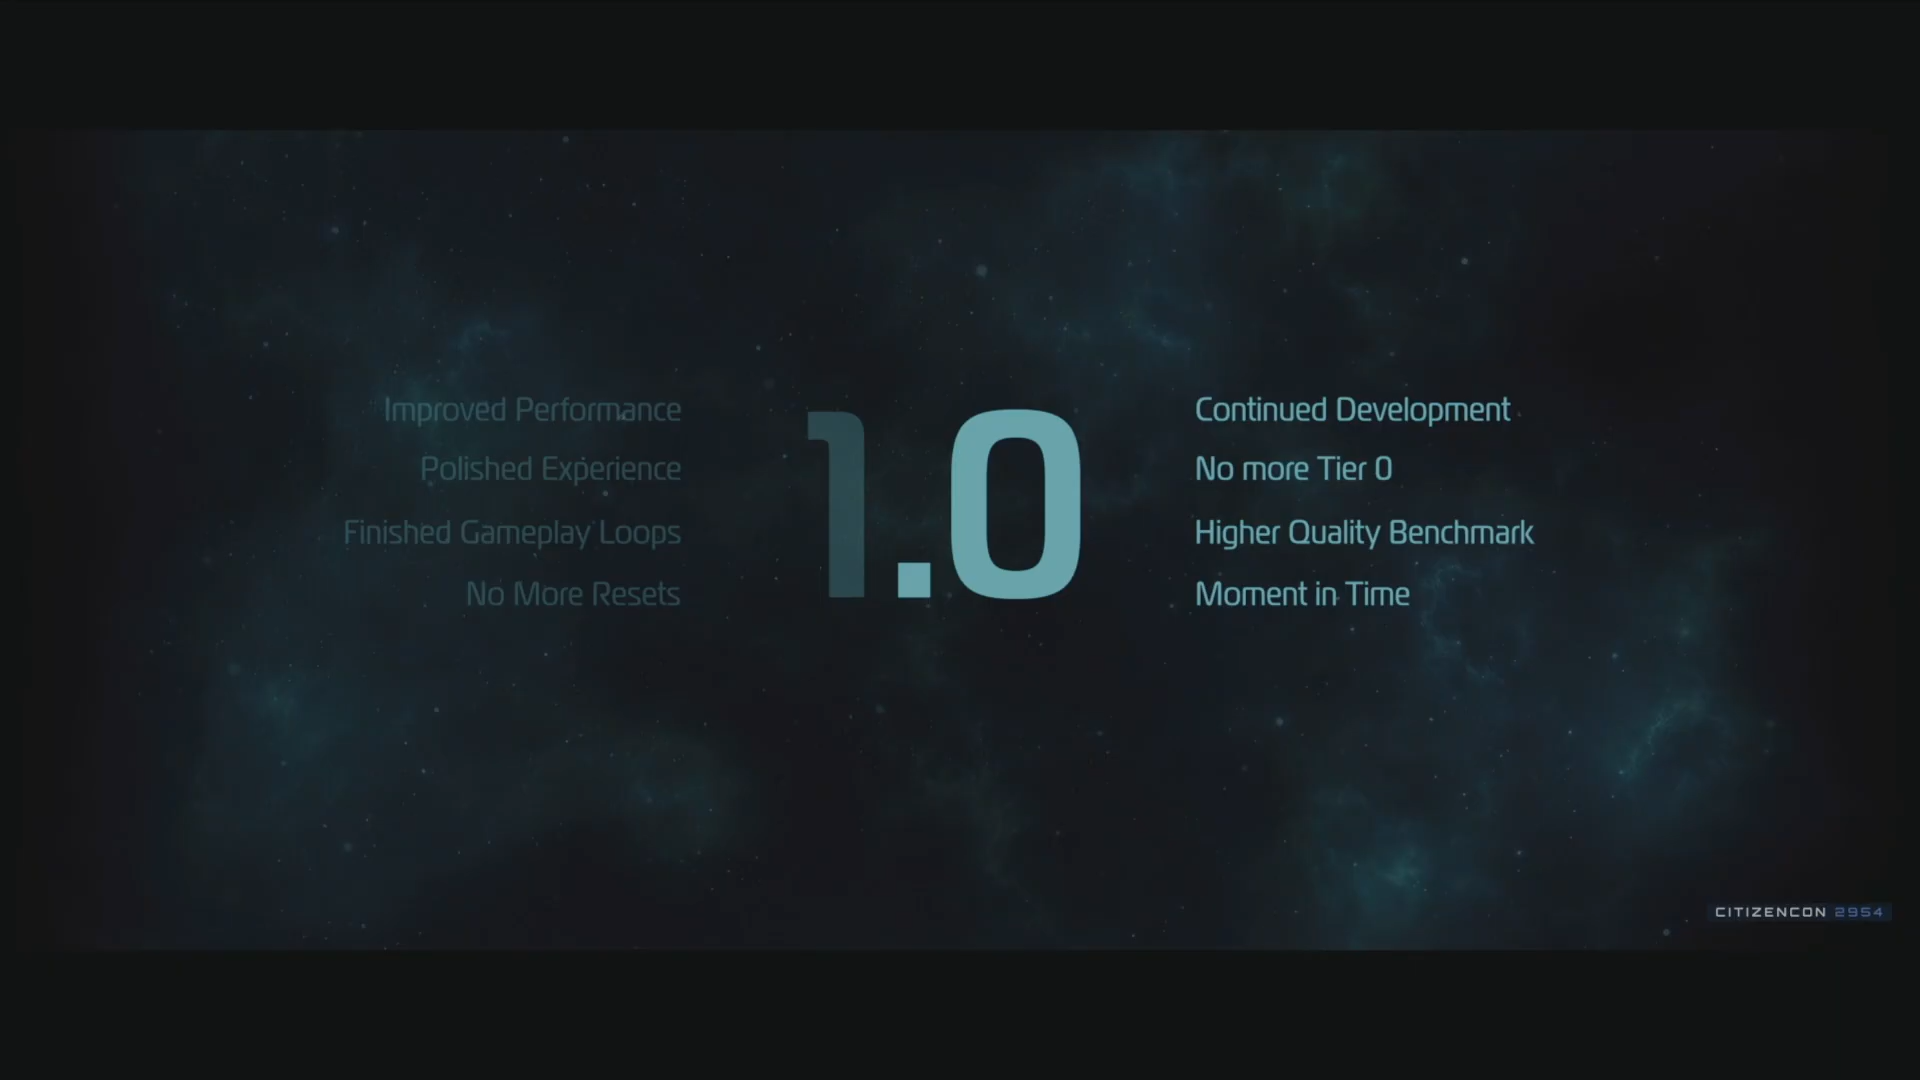 Improved Performance
Polished Experience
Finished Gameplay Loops
No More Resets
1.0
Continued Development
No more Tier 0
Higher Quality Benchmark
Moment in Time
CITIZENCON 2954